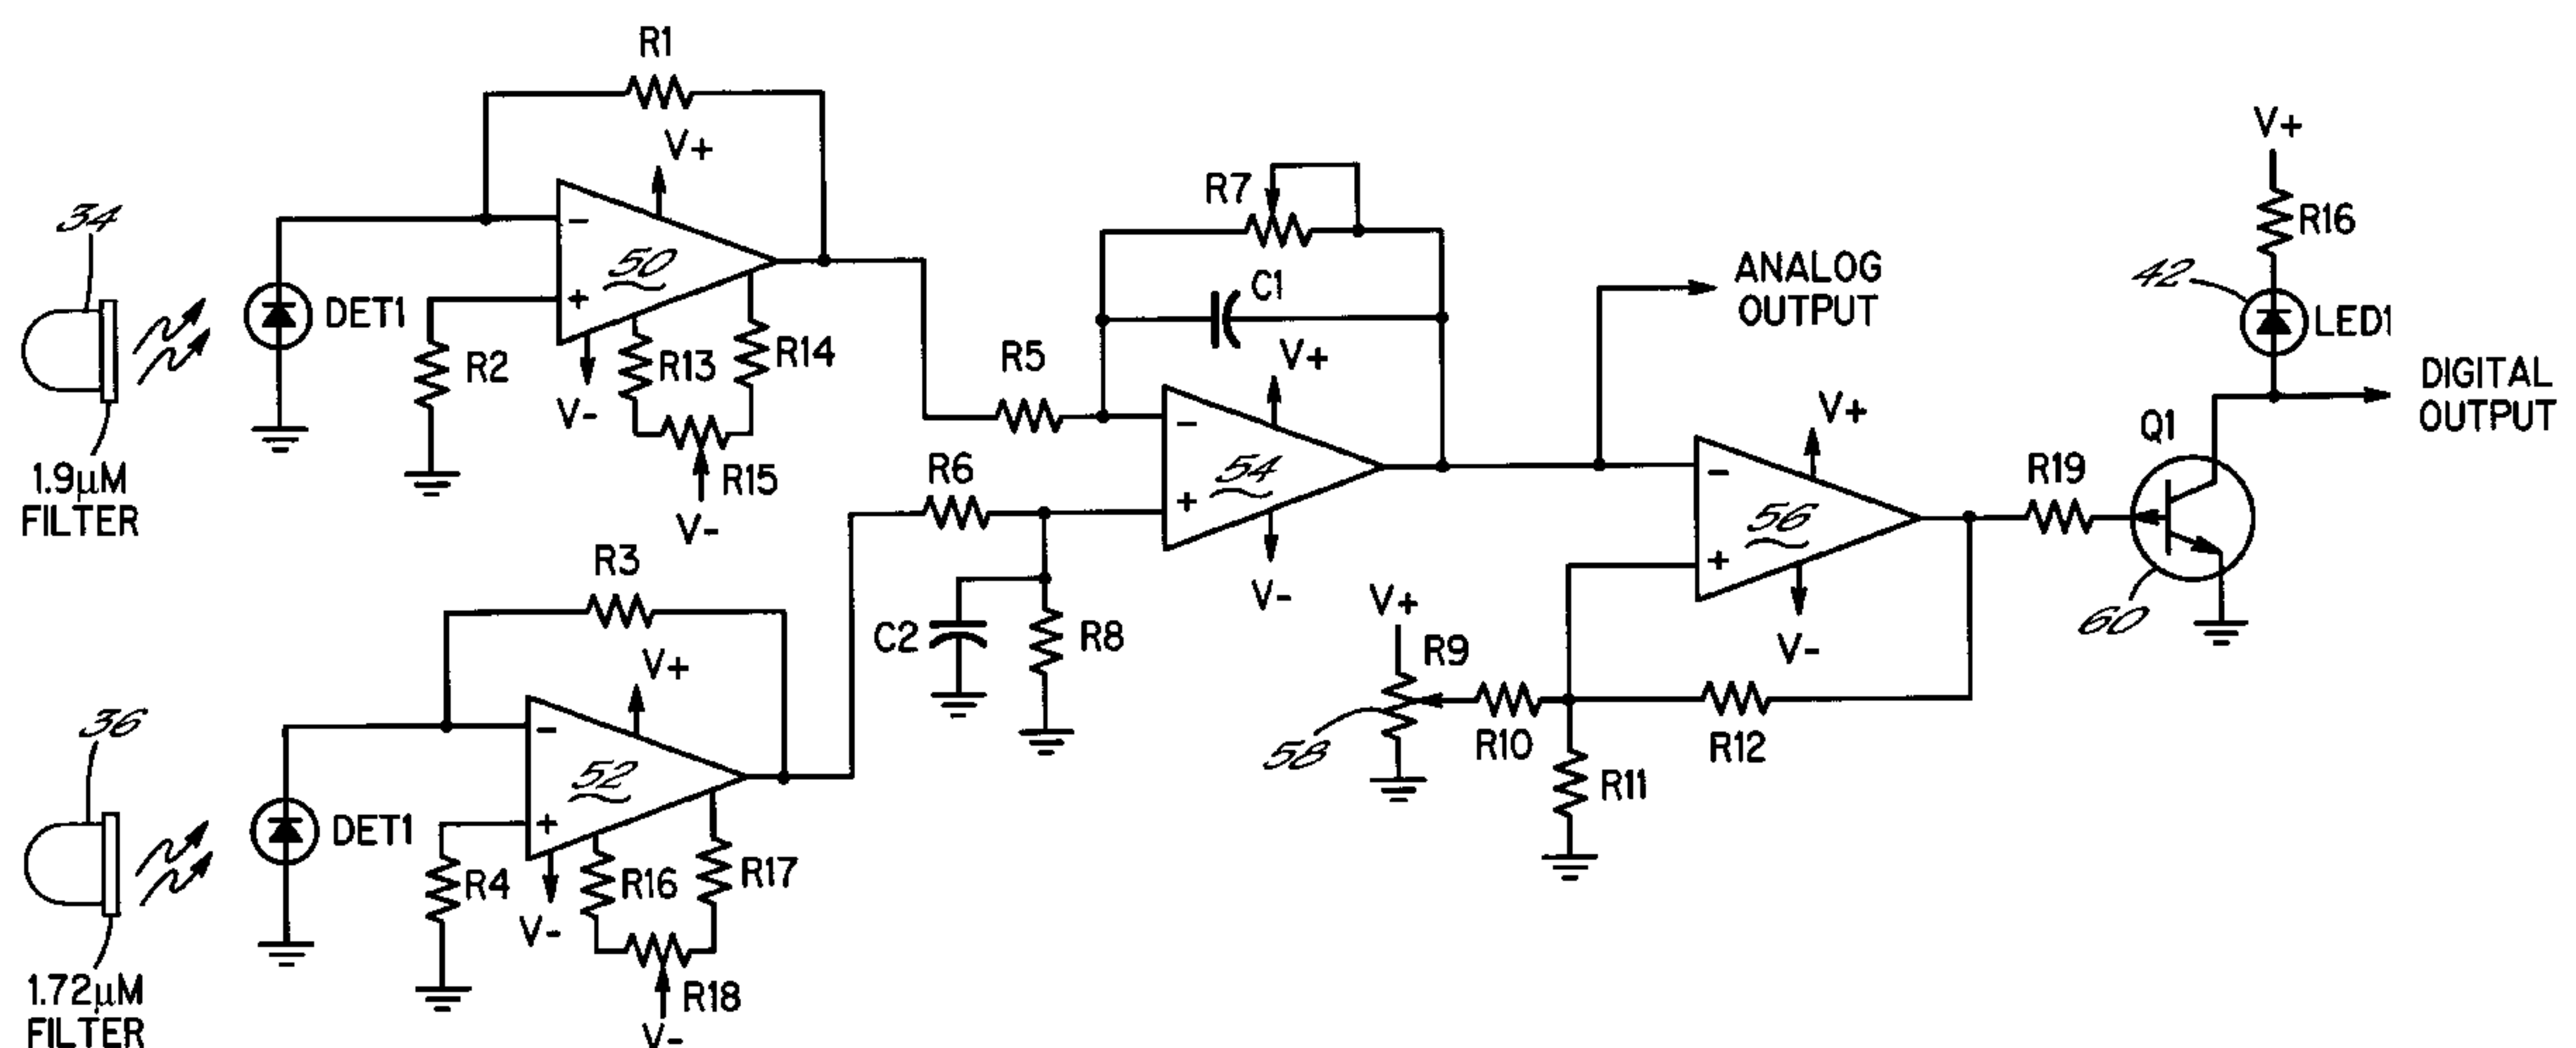 R1
V+
34
50
DET1
R2
V-
R13
R14
R15
V-
1.9μM
FILTER
-
+
R3
V+
36
52
DET1
R4
V-
R16
R17
R18
V-
1.72μM
FILTER
-
+
R5
R6
R7
C1
V+
54
V-
C2
R8
-
+
ANALOG
OUTPUT
V+
56
V-
-
+
V+
R9
58
R10
R11
R12
R19
Q1
60
V+
R16
42
LED1
DIGITAL
OUTPUT